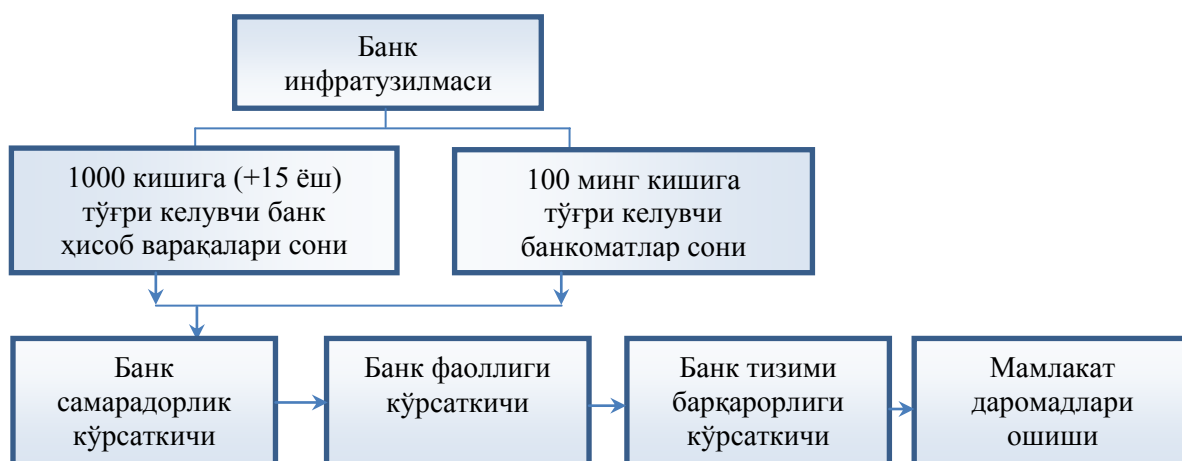 Банк
инфратузилмаси
1000 кишига (+15 ёш)
тўғри келувчи банк
ҳисоб варақалари сони
100 минг кишига
тўғри келувчи
банкоматлар сони
Банк
самарадорлик
кўрсаткичи
Банк фаоллиги
кўрсаткичи
Банк тизими
барқарорлиги
кўрсаткичи
Мамлакат
даромадлари
ошиши